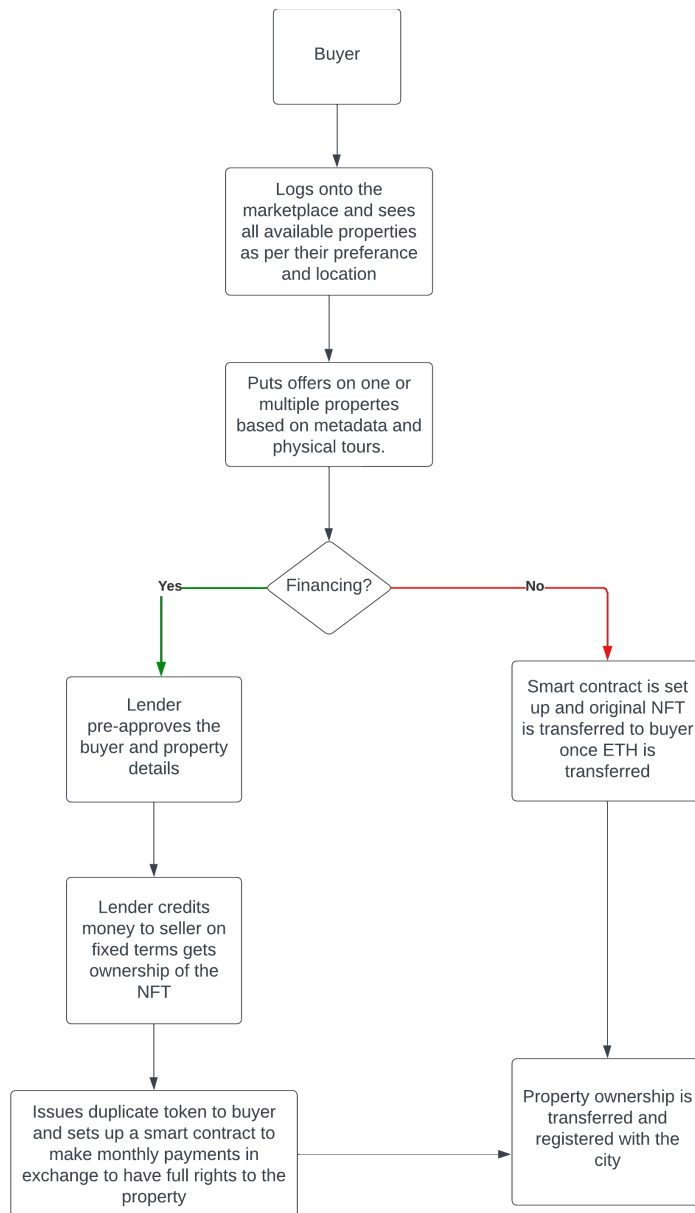 Buyer
Logs onto the
marketplace and sees
all available properties
as per their preferance
and location
Puts offers on one or
multiple propertes
based on metadata and
physical tours.
Financing?
Yes
No
Lender
pre-approves the
buyer and property
details
Smart contract is set
up and original NFT
is transferred to buyer
once ETH is
transferred
Lender credits
money to seller on
fixed terms gets
ownership of the
NFT
Issues duplicate token to buyer
and sets up a smart contract to
make monthly payments in
exchange to have full rights to the
property
Property ownership is
transferred and
registered with the
city